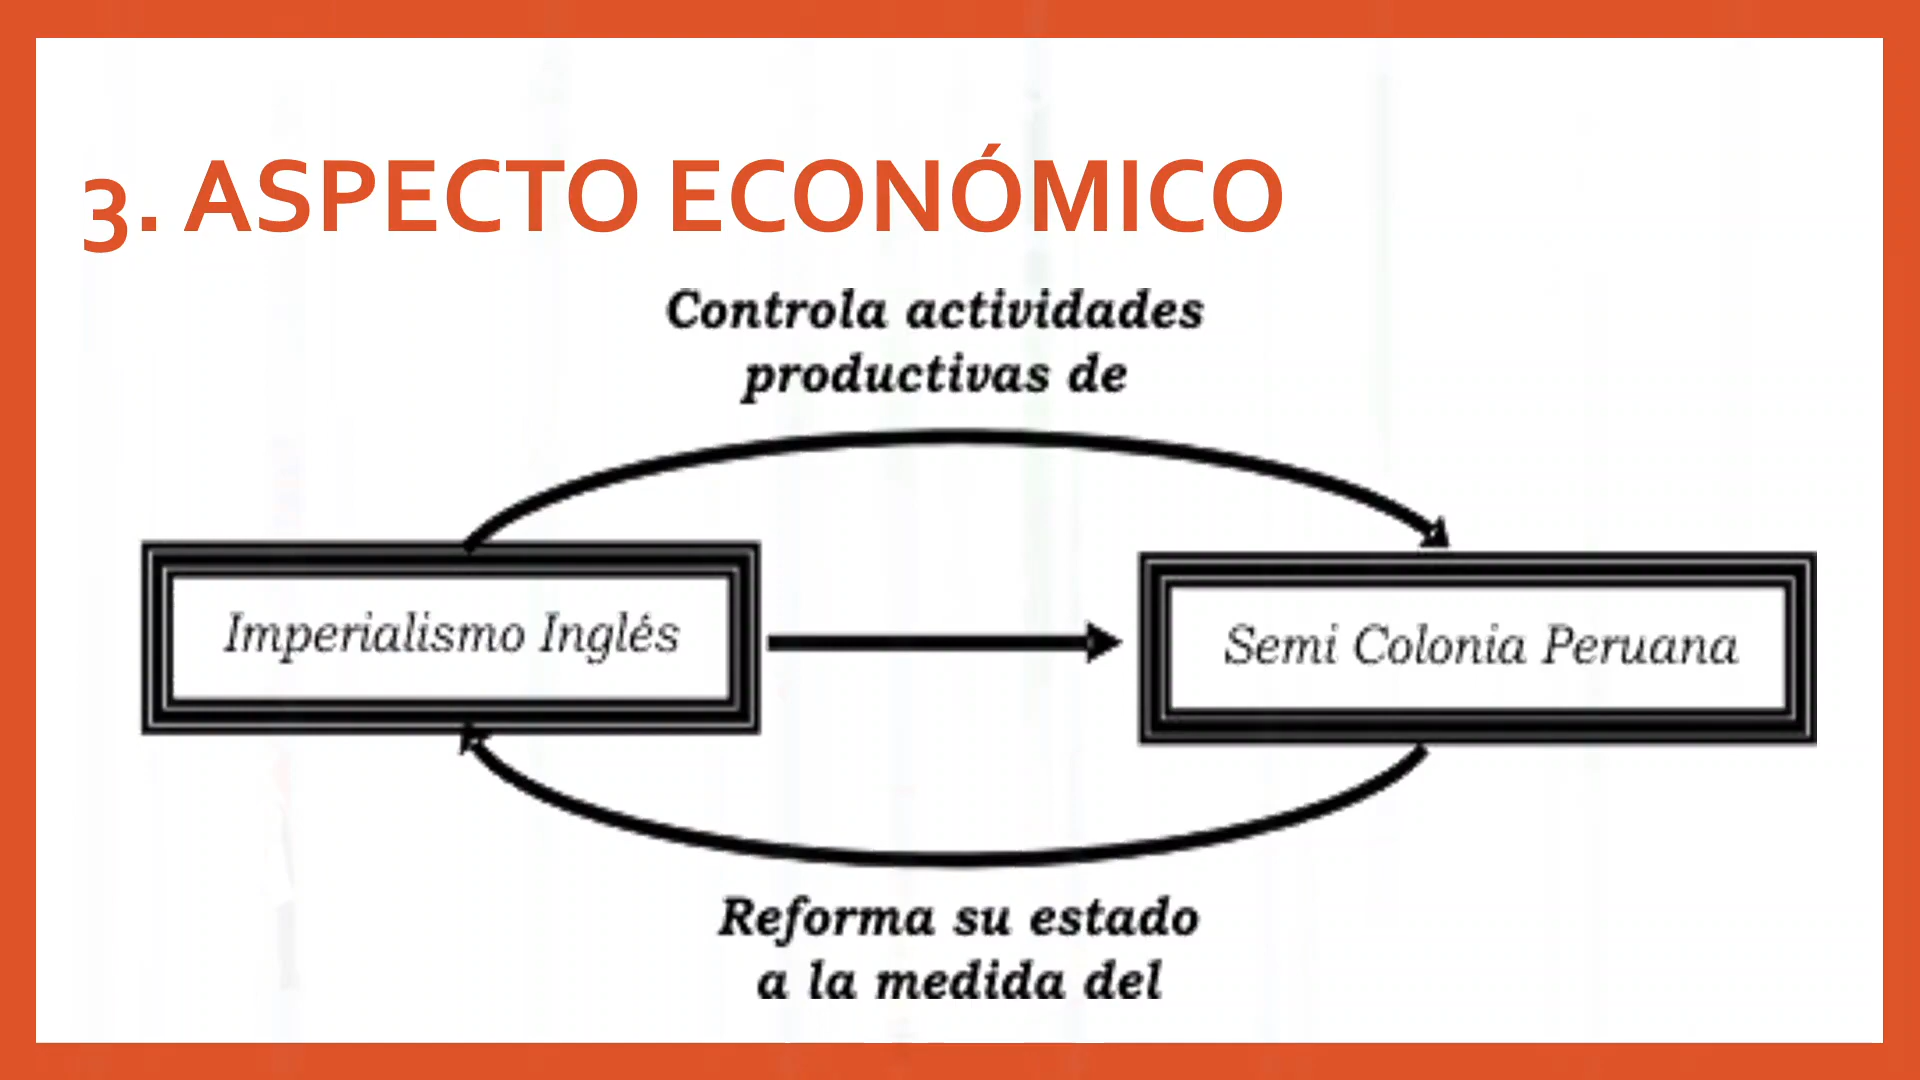 3. ASPECTO ECONÓMICO
Controla actividades
productivas de
Imperialismo Inglés
Semi Colonia Peruana
Reforma su estado
a la medida del